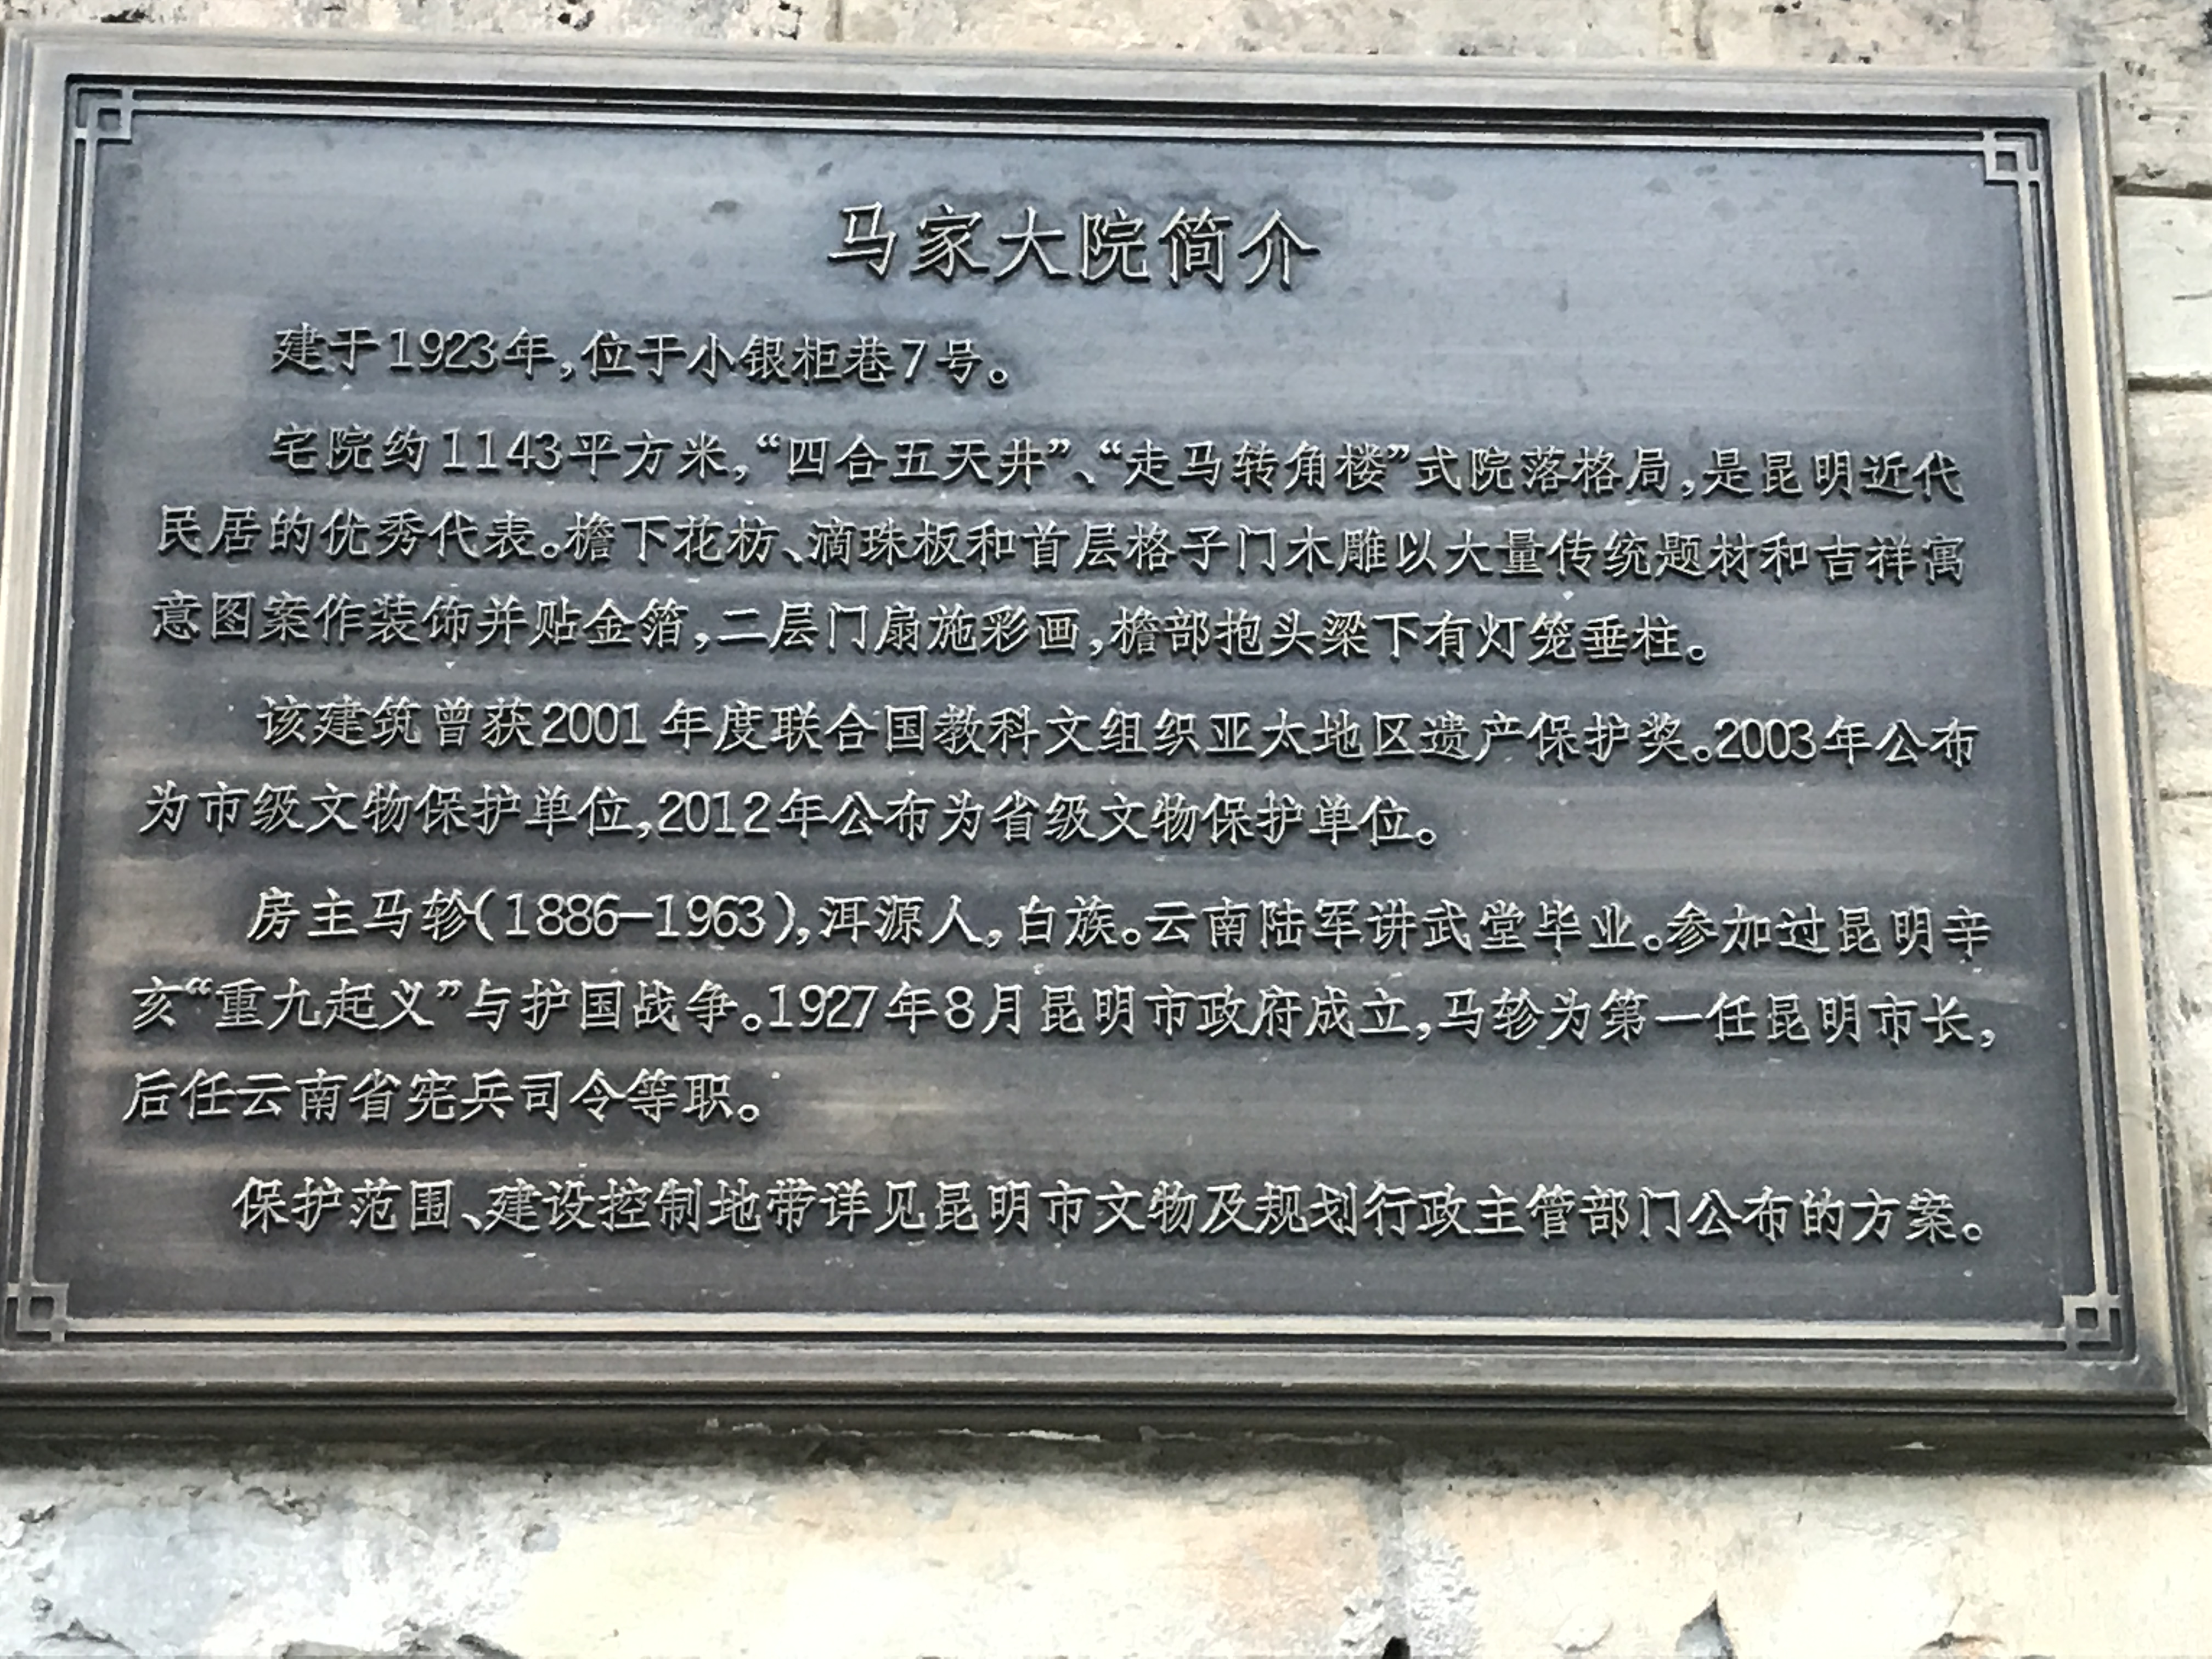 马家大院简介
建于1923年，位于小银柜巷7号。
宅院约1143平方米，“四合五天井”、“走马转角楼”式院落格局，是昆明近代
民居的优秀代表。檐下花枋、滴珠板和首层格子门木雕以大量传统题材和吉祥寓
意图案作装饰并贴金箔，二层门扇施彩画，檐部抱头梁下有灯笼垂柱。
该建筑曾获2001年度联合国教科文组织亚太地区遗产保护奖。2003年公布
为市级文物保护单位，2012年公布为省级文物保护单位。
房主马轸（1886—1963），洱源人，白族。云南陆军讲武堂毕业。参加过昆明辛
亥“重九起义”与护国战争。1927年8月昆明市政府成立，马轸为第一任昆明市长，
后任云南省宪兵司令等职。
保护范围、建设控制地带详见昆明市文物及规划行政主管部门公布的方案。